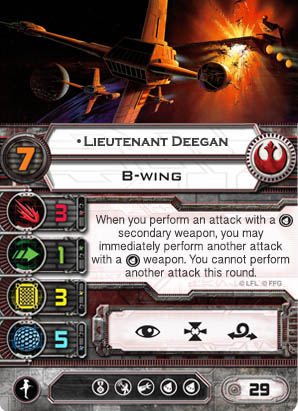 • Lieutenant Deegan
7
B-wing
3
1
3
5
When you perform an attack with a
secondary weapon, you may
immediately perform another attack
with a weapon. You cannot perform
another attack this round.
© LFL © FFG
29